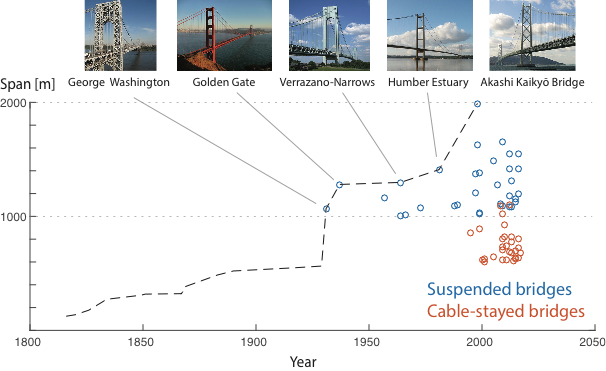 Span [m]
George Washington
Golden Gate
Verrazano-Narrows
Humber Estuary
Akashi Kaikyō Bridge
2000
1000
Suspended bridges
Cable-stayed bridges
1800
1850
1900
1950
2000
2050
Year